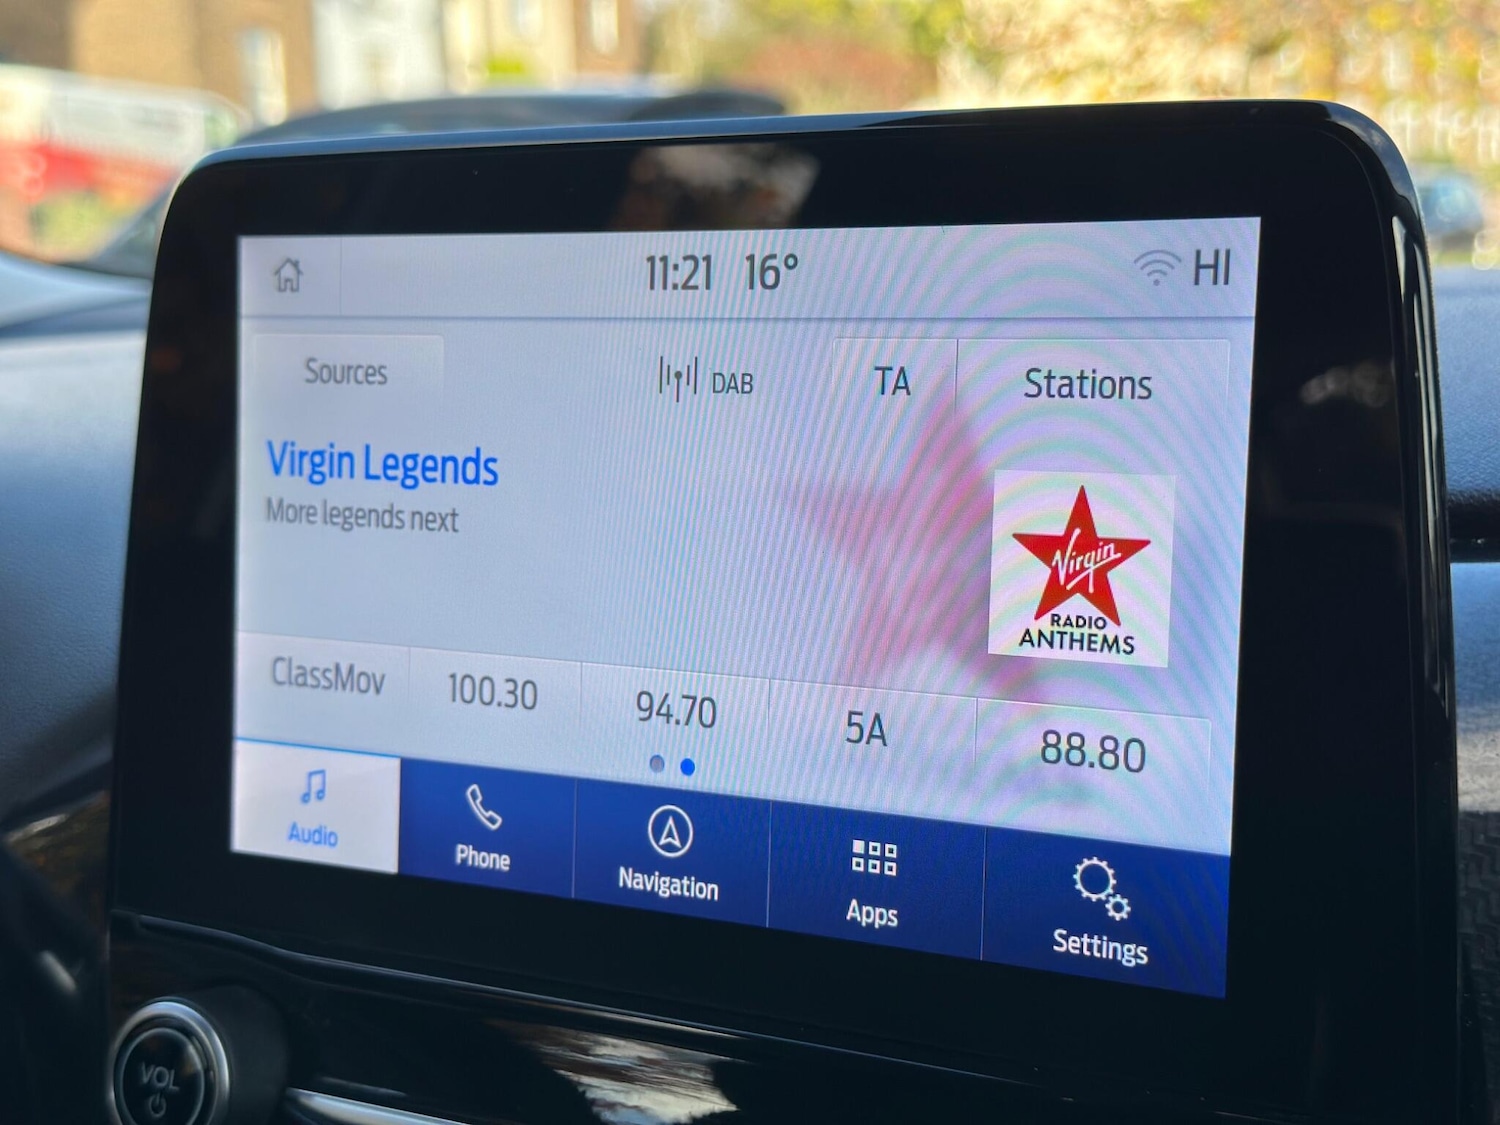 11:21 16° HI
Sources DAB TA Stations
Virgin Legends
More legends next
Virgin
RADIO
ANTHEMS
ClassMov 100.30 94.70 5A 88.80
Audio Phone Navigation Apps Settings
VOL